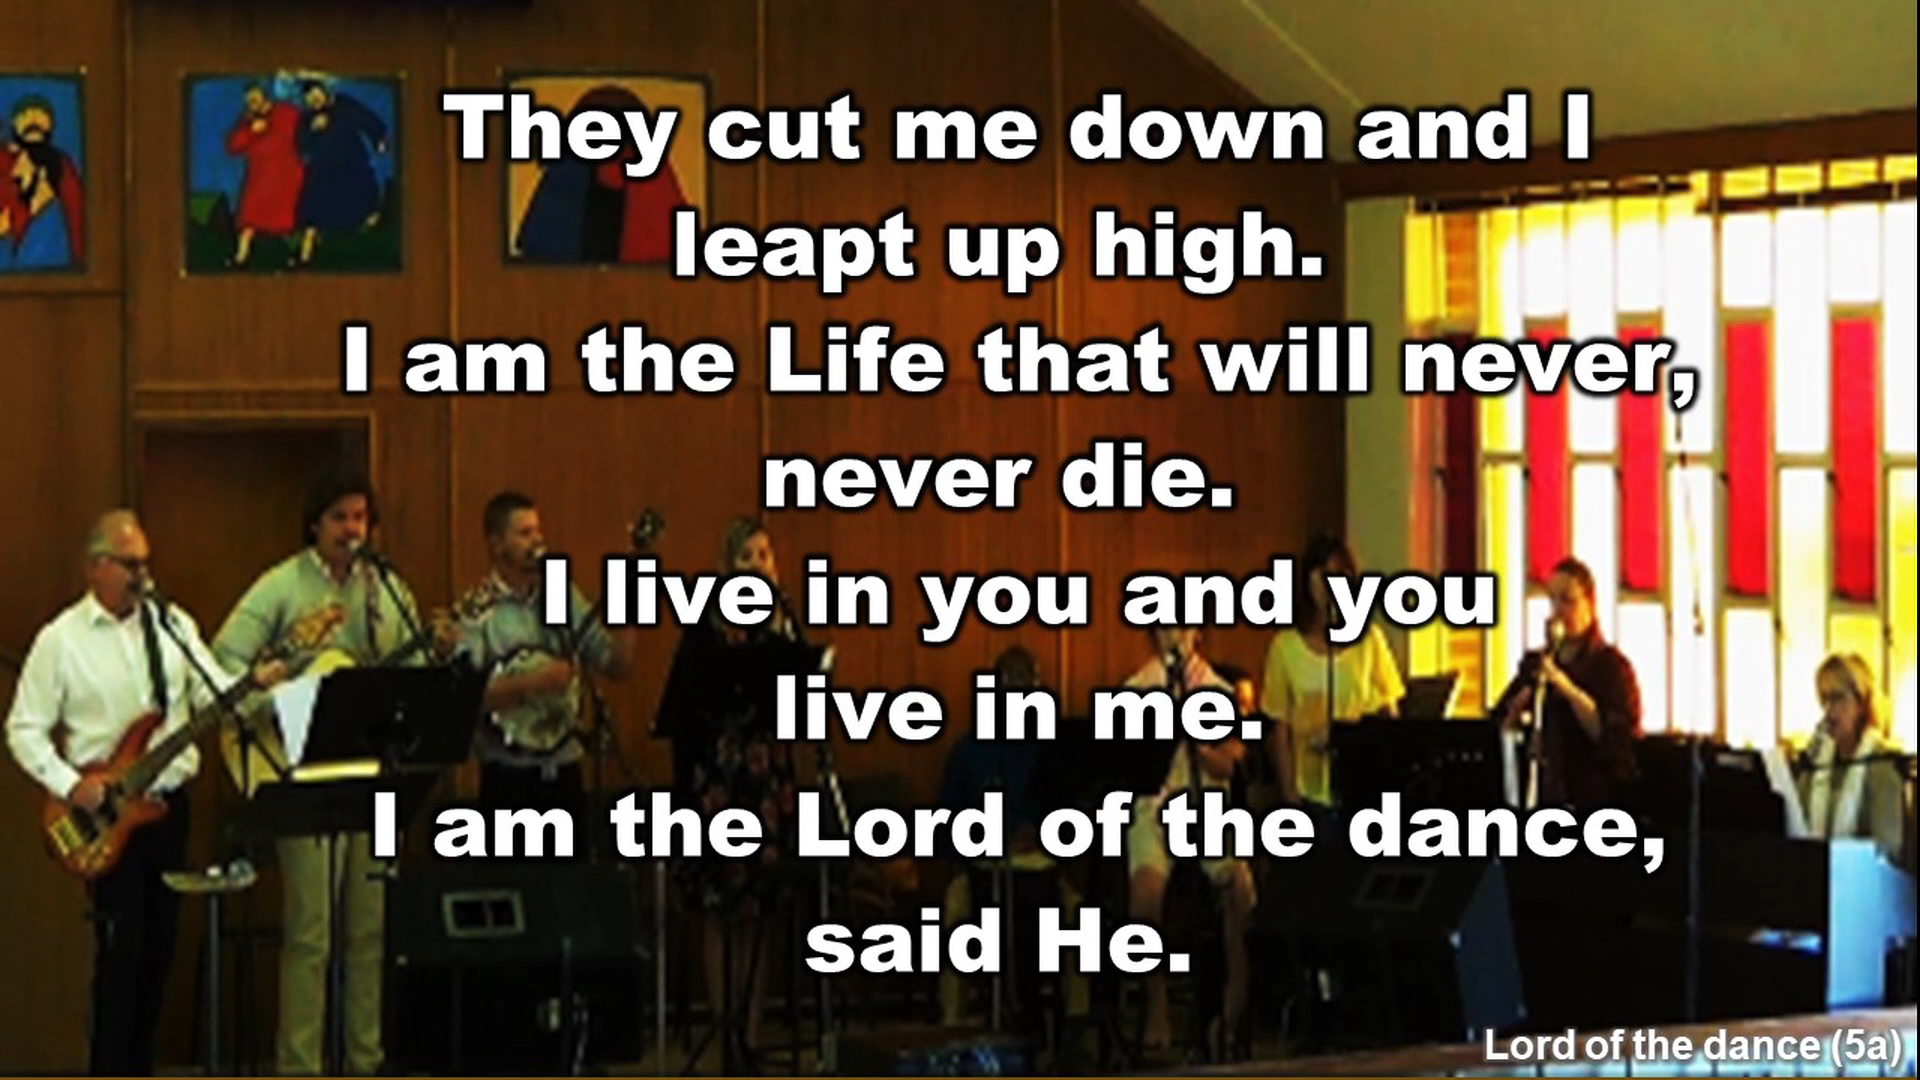 They cut me down and I
leapt up high.
I am the Life that will never,
never die.
I live in you and you
live in me.
I am the Lord of the dance,
said He.
Lord of the dance (5a)